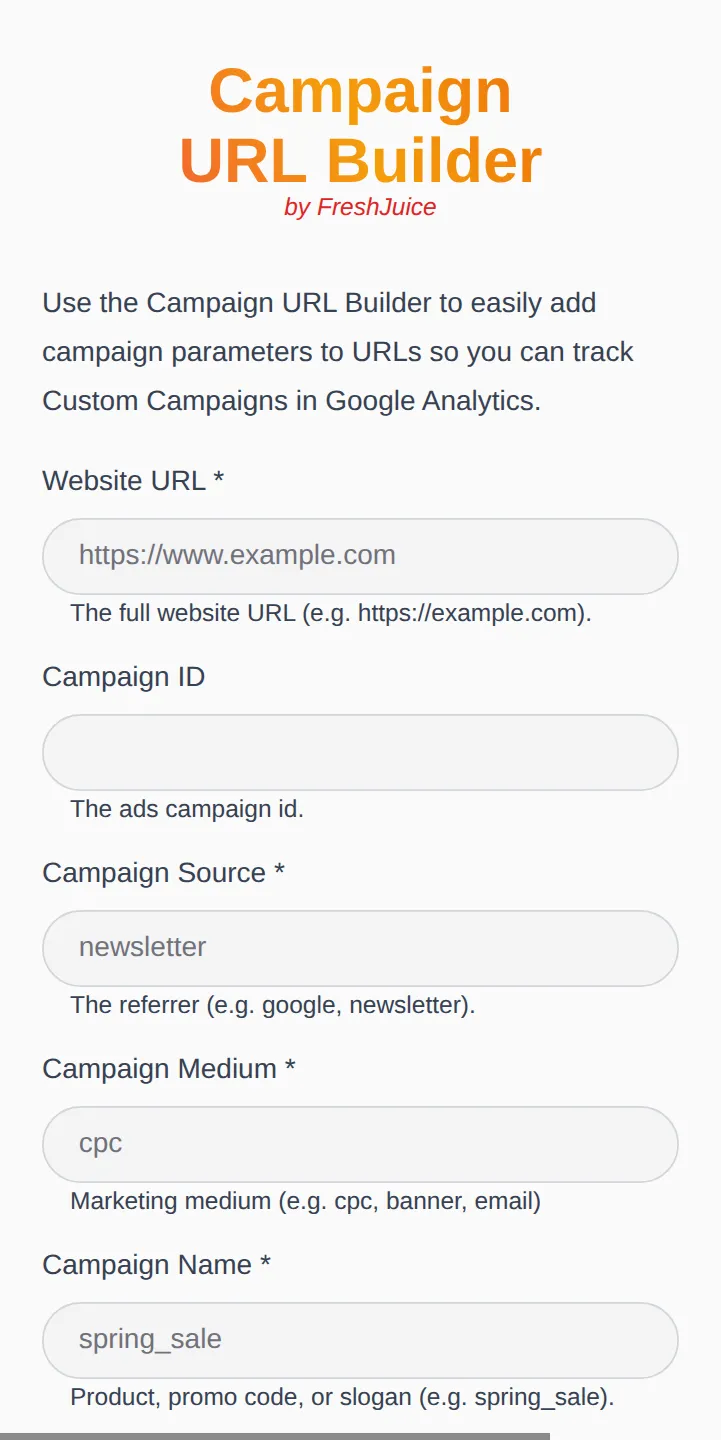 Campaign
URL Builder
by FreshJuice
Use the Campaign URL Builder to easily add
campaign parameters to URLs so you can track
Custom Campaigns in Google Analytics.
Website URL *
https://www.example.com
The full website URL (e.g. https://example.com).
Campaign ID
The ads campaign id.
Campaign Source *
newsletter
The referrer (e.g. google, newsletter).
Campaign Medium *
cpc
Marketing medium (e.g. cpc, banner, email)
Campaign Name *
spring_sale
Product, promo code, or slogan (e.g. spring_sale).